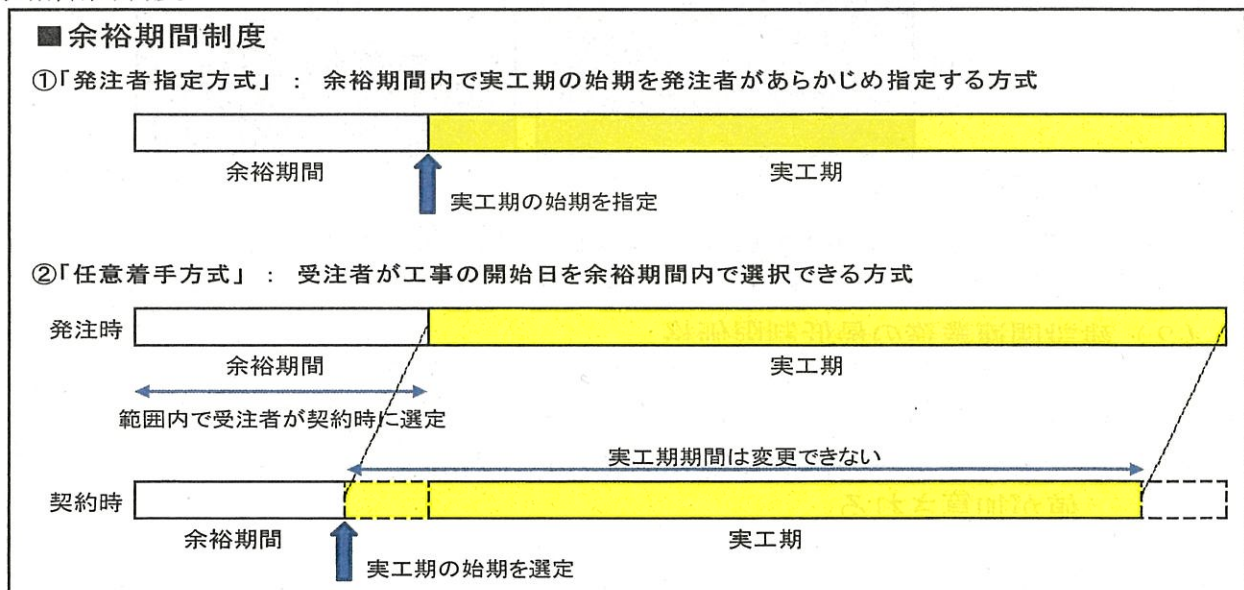 ■余裕期間制度
①「発注者指定方式」 : 余裕期間内で実工期の始期を発注者があらかじめ指定する方式
余裕期間
実工期
実工期の始期を指定
②「任意着手方式」 : 受注者が工事の開始日を余裕期間内で選択できる方式
発注時
余裕期間
実工期
範囲内で受注者が契約時に選定
実工期期間は変更できない
契約時
余裕期間
実工期
実工期の始期を選定